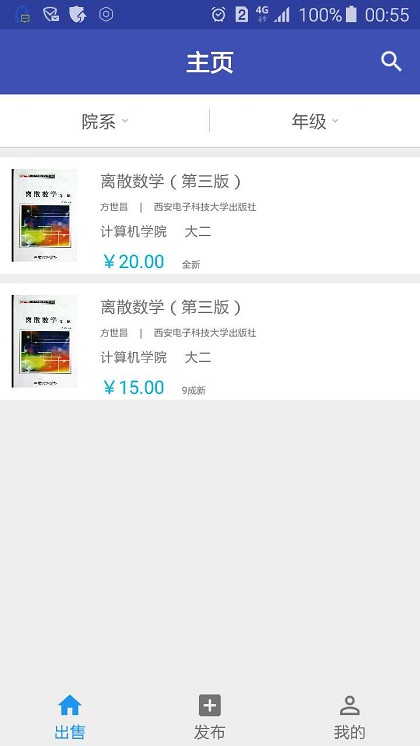 2 4G 100% 00:55
主页
院系 年级
离散数学（第三版）
方世昌 | 西安电子科技大学出版社
计算机学院 大二
￥20.00 全新
离散数学（第三版）
方世昌 | 西安电子科技大学出版社
计算机学院 大二
￥15.00 9成新
出售 发布 我的